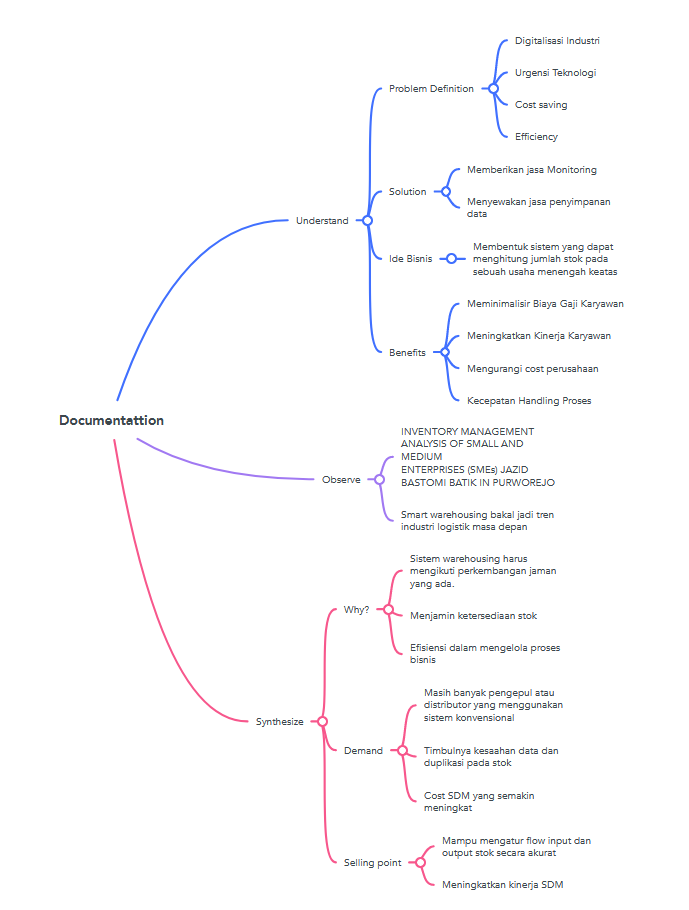 Documentattion
Understand
Problem Definition
Digitalisasi Industri
Urgensi Teknologi
Cost saving
Efficiency
Solution
Memberikan jasa Monitoring
Menyewakan jasa penyimpanan
data
Ide Bisnis
Membentuk sistem yang dapat
menghitung jumlah stok pada
sebuah usaha menengah keatas
Benefits
Meminimalisir Biaya Gaji Karyawan
Meningkatkan Kinerja Karyawan
Mengurangi cost perusahaan
Kecepatan Handling Proses
Observe
INVENTORY MANAGEMENT
ANALYSIS OF SMALL AND
MEDIUM
ENTERPRISES (SMEs) JAZID
BASTOMI BATIK IN PURWOREJO
Smart warehousing bakal jadi tren
industri logistik masa depan
Synthesize
Why?
Sistem warehousing harus
mengikuti perkembangan jaman
yang ada.
Menjamin ketersediaan stok
Efisiensi dalam mengelola proses
bisnis
Demand
Masih banyak pengepul atau
distributor yang menggunakan
sistem konvensional
Timbulnya kesaahan data dan
duplikasi pada stok
Cost SDM yang semakin
meningkat
Selling point
Mampu mengatur flow input dan
output stok secara akurat
Meningkatkan kinerja SDM